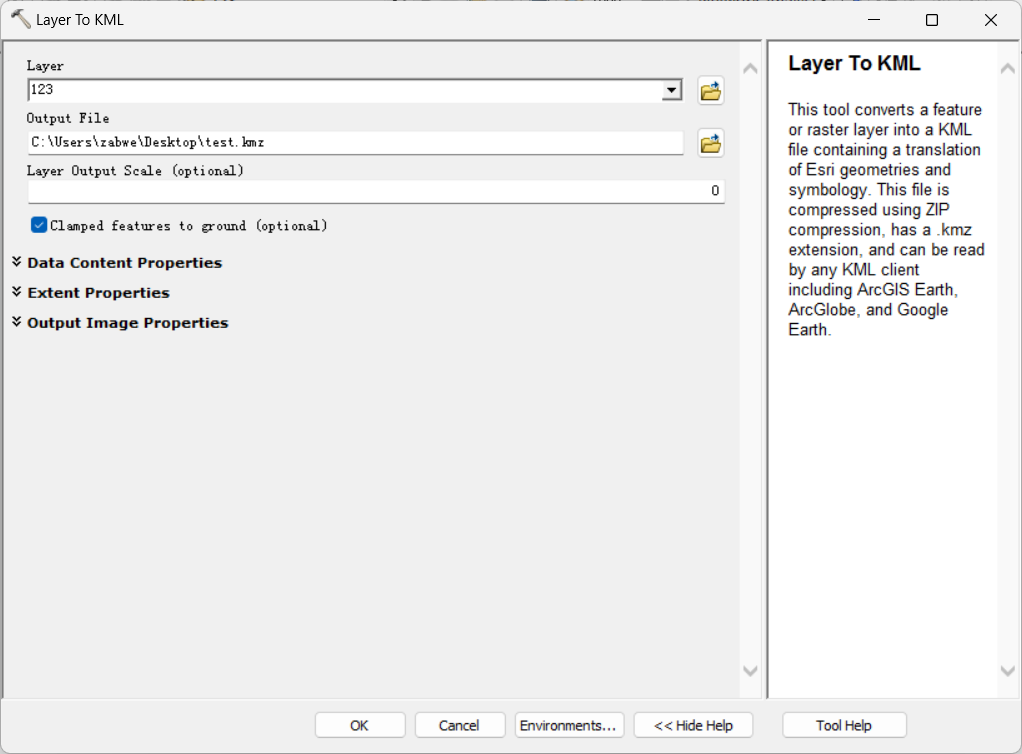 Layer To KML
Layer
123
Output File
C:\Users\zabwe\Desktop\test.kmz
Layer Output Scale (optional)
0
Clamped features to ground (optional)
Data Content Properties
Extent Properties
Output Image Properties
Layer To KML
This tool converts a feature
or raster layer into a KML
file containing a translation
of Esri geometries and
symbology. This file is
compressed using ZIP
compression, has a .kmz
extension, and can be read
by any KML client
including ArcGIS Earth,
ArcGlobe, and Google
Earth.
OK
Cancel
Environments...
<< Hide Help
Tool Help